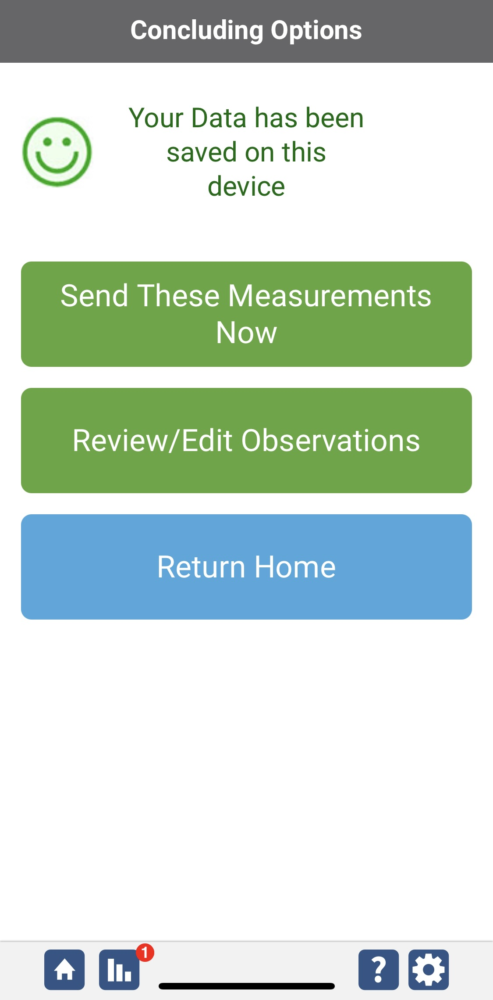 Concluding Options
Your Data has been
saved on this
device
Send These Measurements
Now
Review/Edit Observations
Return Home
1
?